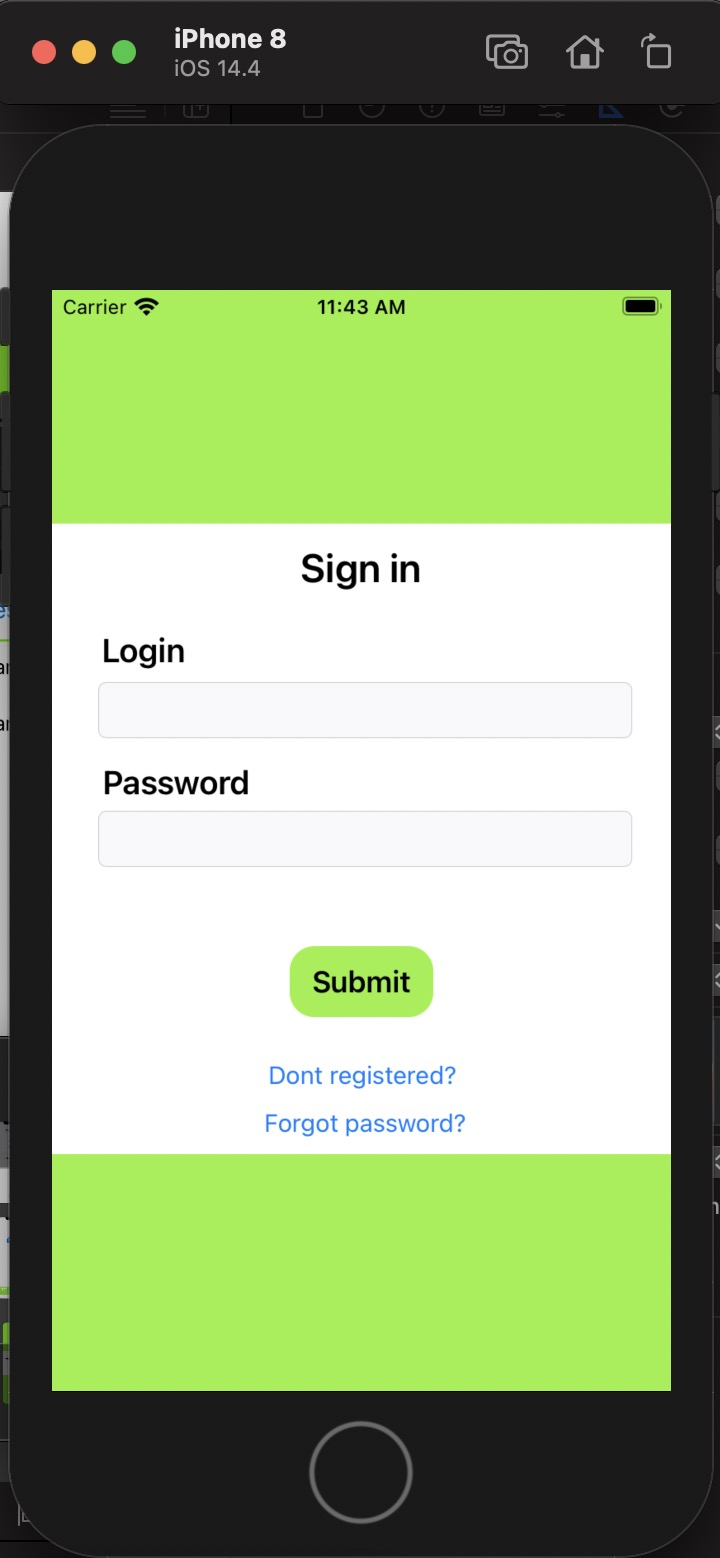 iPhone 8
iOS 14.4
Carrier 11:43 AM
Sign in
Login
Password
Submit
Dont registered?
Forgot password?